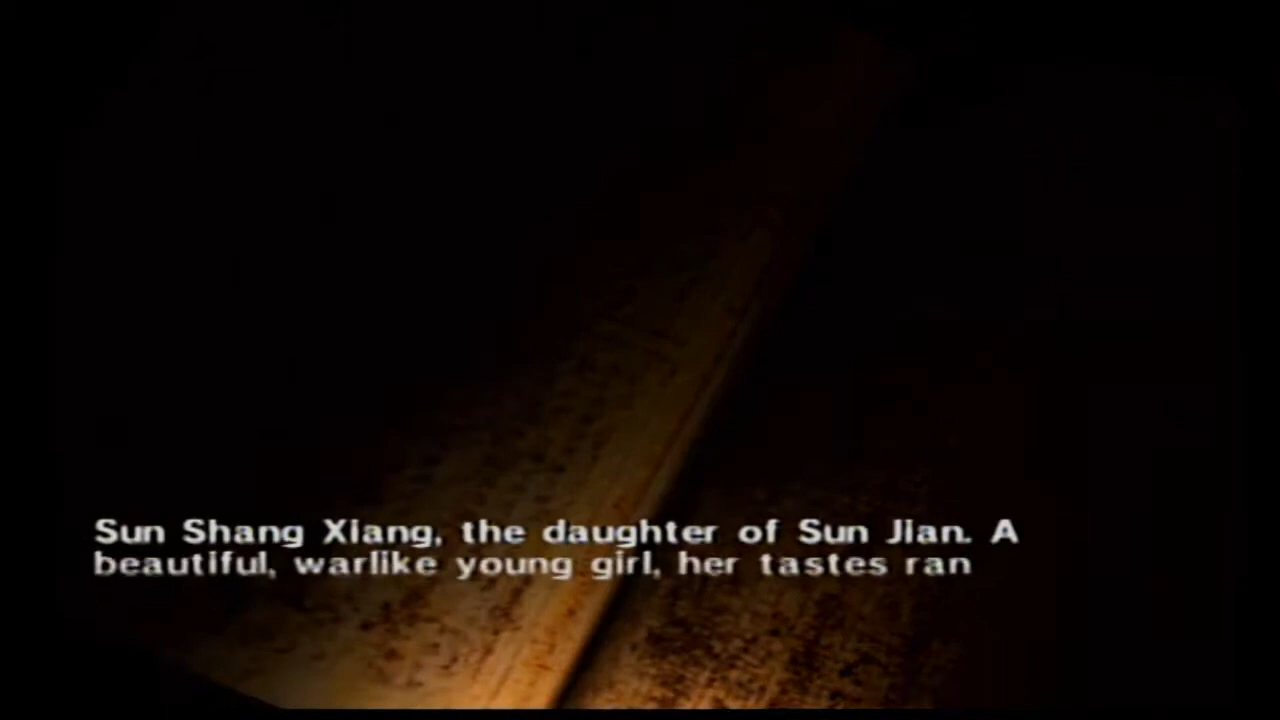 Sun Shang Xiang, the daughter of Sun Jian. A
beautiful, warlike young girl, her tastes ran